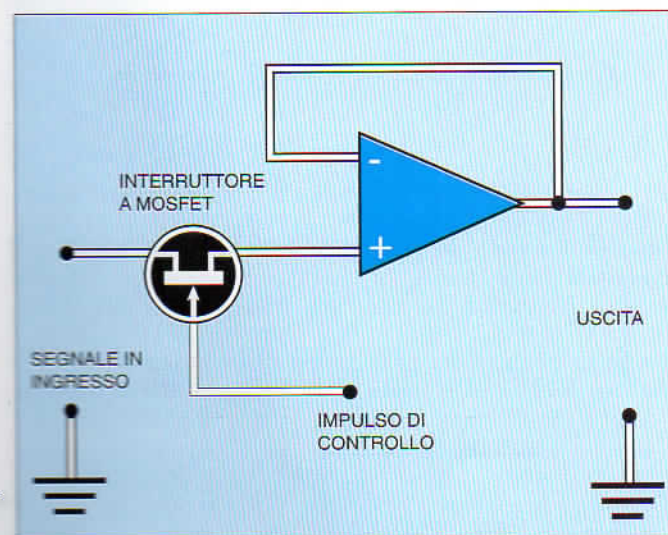 INTERRUTTORE
A MOSFET
-
+
SEGNALE IN
INGRESSO
IMPULSO DI
CONTROLLO
USCITA